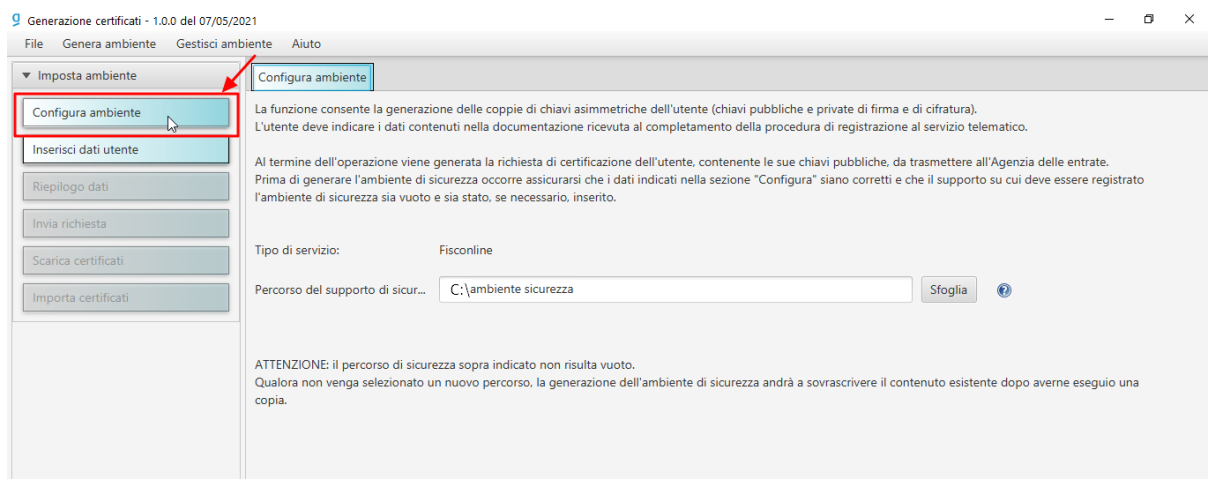 g Generazione certificati - 1.0.0 del 07/05/2021
File Genera ambiente Gestisci ambiente Aiuto
Imposta ambiente
Configura ambiente
Inserisci dati utente
Riepilogo dati
Invia richiesta
Scarica certificati
Importa certificati
Configura ambiente
La funzione consente la generazione delle coppie di chiavi asimmetriche dell'utente (chiavi pubbliche e private di firma e di cifratura).
L'utente deve indicare i dati contenuti nella documentazione ricevuta al completamento della procedura di registrazione al servizio telematico.
Al termine dell'operazione viene generata la richiesta di certificazione dell'utente, contenente le sue chiavi pubbliche, da trasmettere all'Agenzia delle entrate.
Prima di generare l'ambiente di sicurezza occorre assicurarsi che i dati indicati nella sezione "Configura" siano corretti e che il supporto su cui deve essere registrato
l'ambiente di sicurezza sia vuoto e sia stato, se necessario, inserito.
Tipo di servizio: Fisconline
Percorso del supporto di sicur... C:\ambiente sicurezza Sfoglia ?
ATTENZIONE: il percorso di sicurezza sopra indicato non risulta vuoto.
Qualora non venga selezionato un nuovo percorso, la generazione dell'ambiente di sicurezza andrà a sovrascrivere il contenuto esistente dopo averne eseguio una
copia.